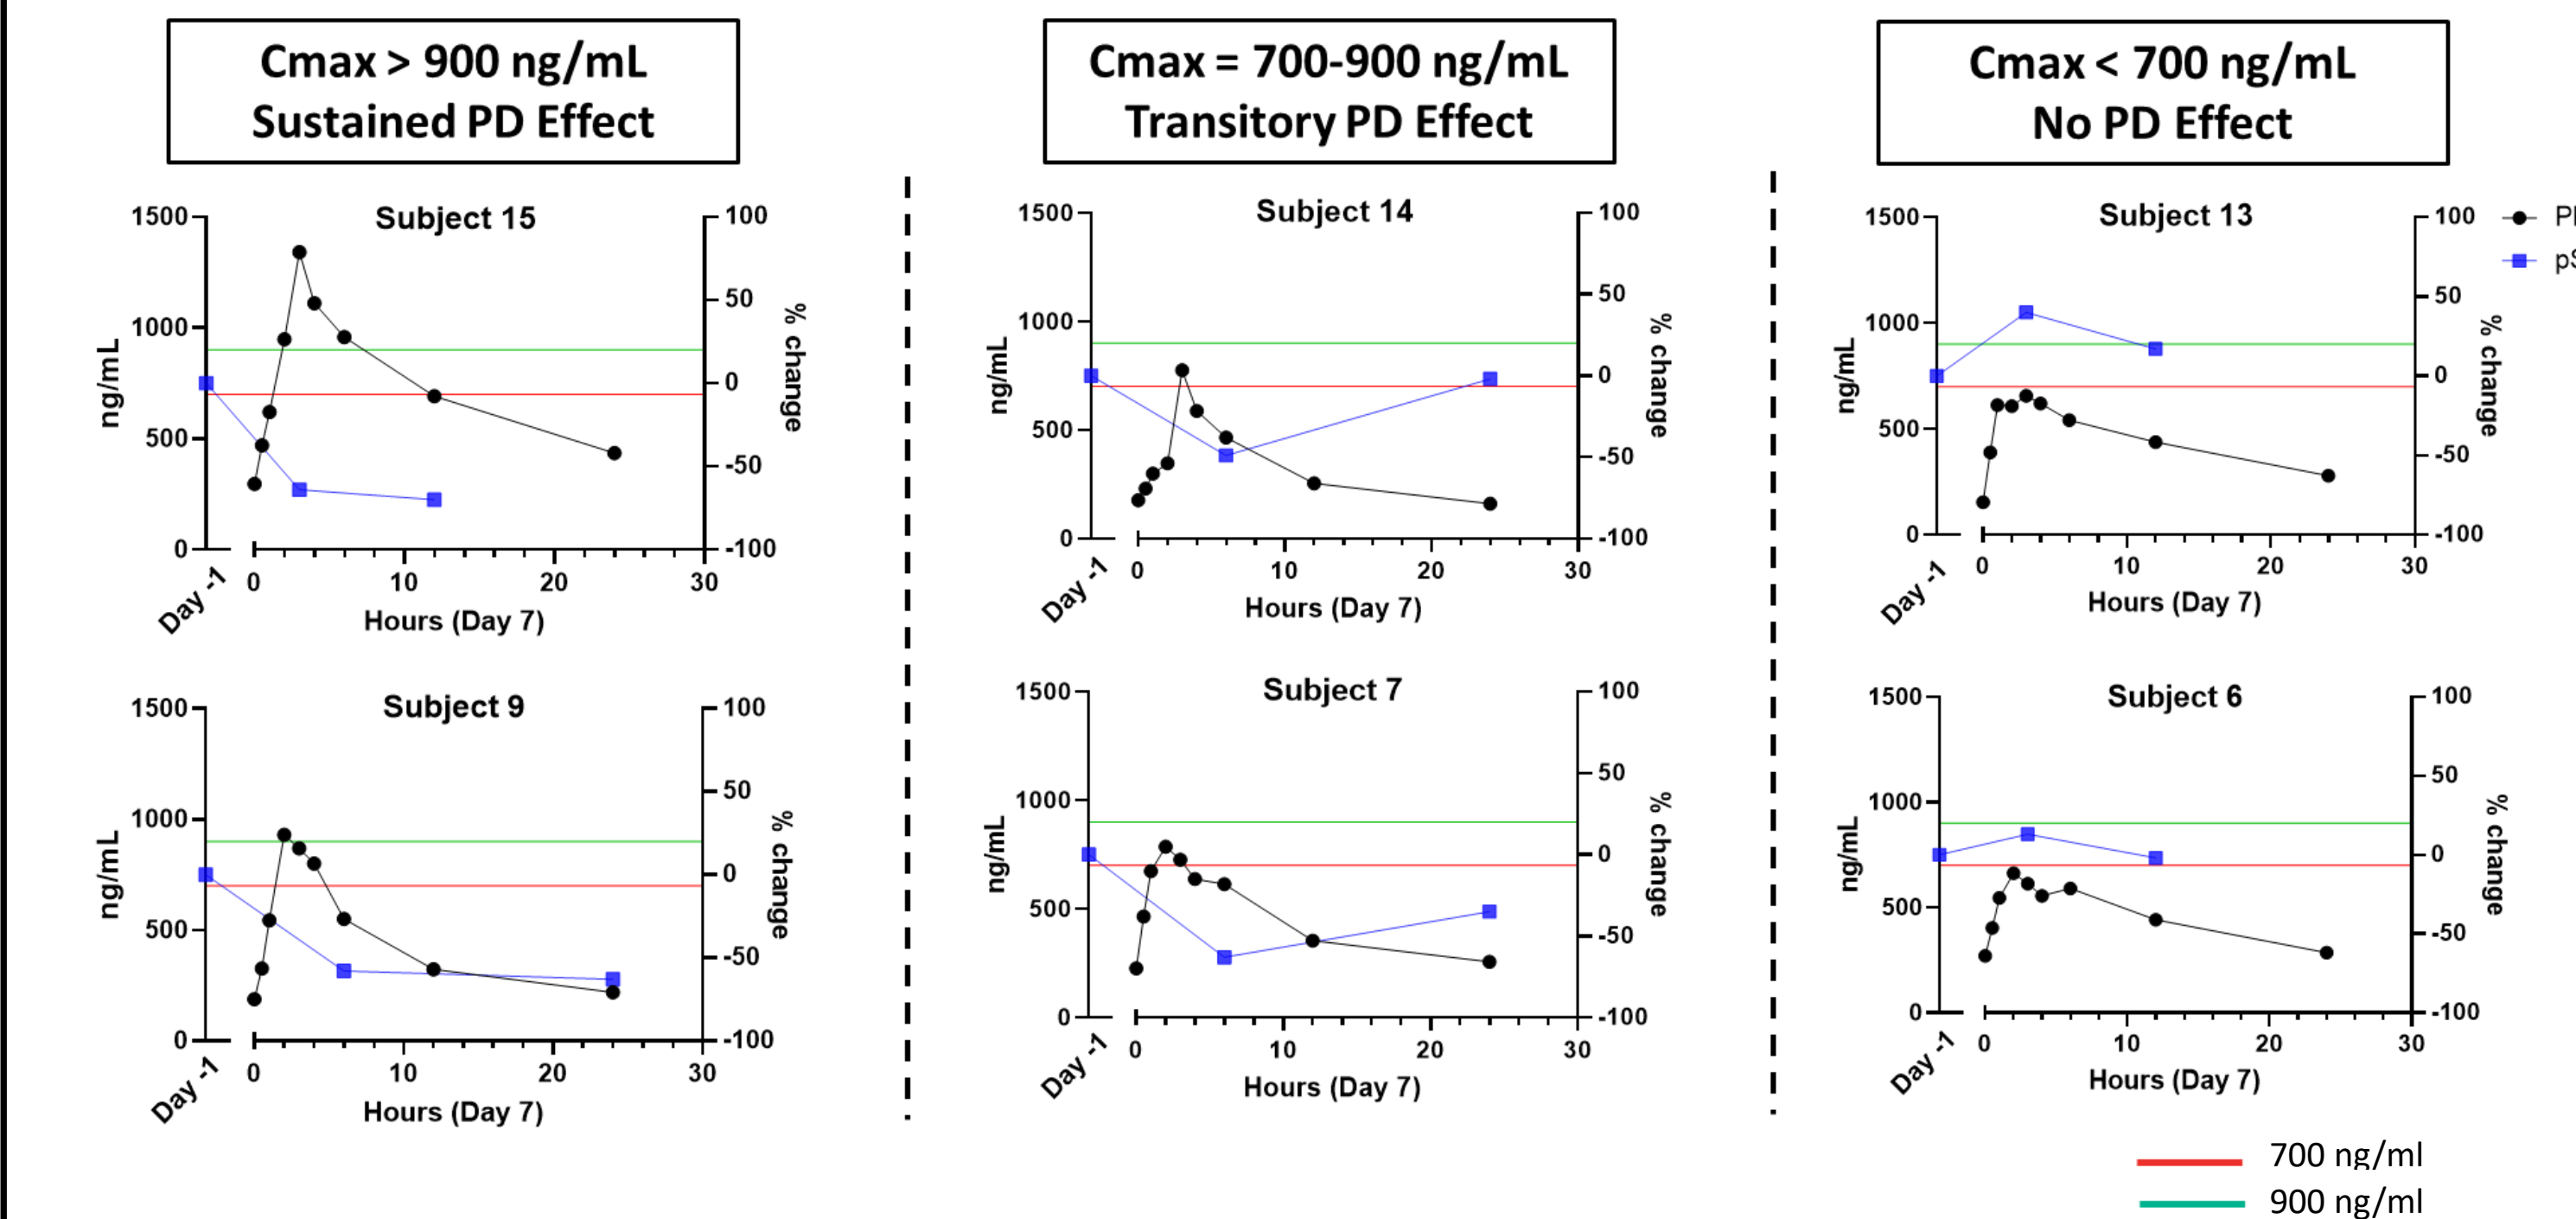 Cmax > 900 ng/mL
Sustained PD Effect
Cmax = 700-900 ng/mL
Transitory PD Effect
Cmax < 700 ng/mL
No PD Effect
Subject 15
1500
1000
500
0
ng/mL
100
50
0
-50
-100
% change
Day -1
0
10
20
30
Hours (Day 7)
Subject 14
1500
1000
500
0
ng/mL
100
50
0
-50
-100
% change
Day -1
0
10
20
30
Hours (Day 7)
Subject 13
1500
1000
500
0
ng/mL
100
50
0
-50
-100
% change
Day -1
0
10
20
30
Hours (Day 7)
Subject 9
1500
1000
500
0
ng/mL
100
50
0
-50
-100
% change
Day -1
0
10
20
30
Hours (Day 7)
Subject 7
1500
1000
500
0
ng/mL
100
50
0
-50
-100
% change
Day -1
0
10
20
30
Hours (Day 7)
Subject 6
1500
1000
500
0
ng/mL
100
50
0
-50
-100
% change
Day -1
0
10
20
30
Hours (Day 7)
700 ng/ml
900 ng/ml